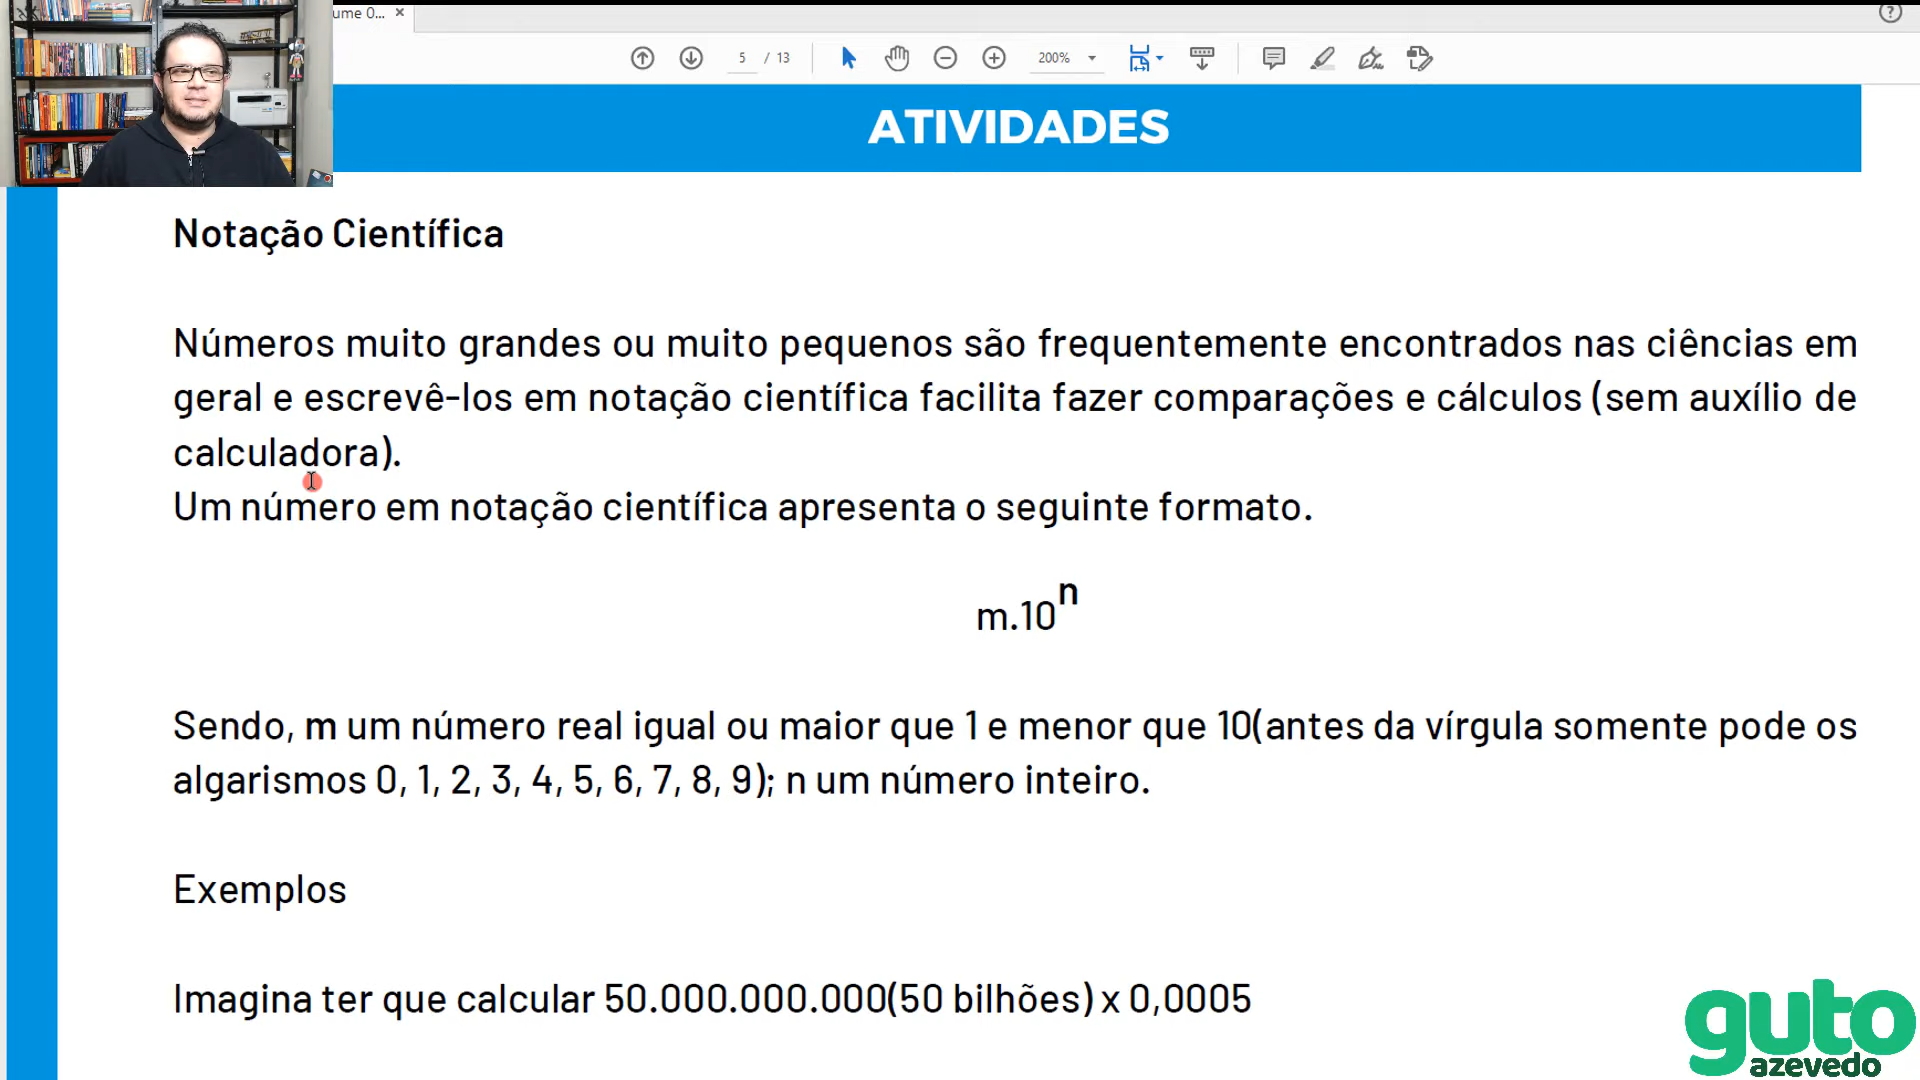 ume 0...
5 / 13
200%
ATIVIDADES
Notação Científica
Números muito grandes ou muito pequenos são frequentemente encontrados nas ciências em
geral e escrevê-los em notação científica facilita fazer comparações e cálculos (sem auxílio de
calculadora).
Um número em notação científica apresenta o seguinte formato.
m.10^n
Sendo, m um número real igual ou maior que 1 e menor que 10(antes da vírgula somente pode os
algarismos 0, 1, 2, 3, 4, 5, 6, 7, 8, 9); n um número inteiro.
Exemplos
Imagina ter que calcular 50.000.000.000(50 bilhões) x 0,0005
guto
azevedo